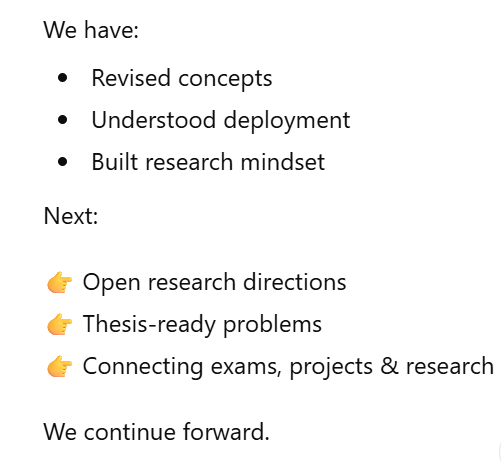 We have:
• Revised concepts
• Understood deployment
• Built research mindset
Next:
👉 Open research directions
👉 Thesis-ready problems
👉 Connecting exams, projects & research
We continue forward.